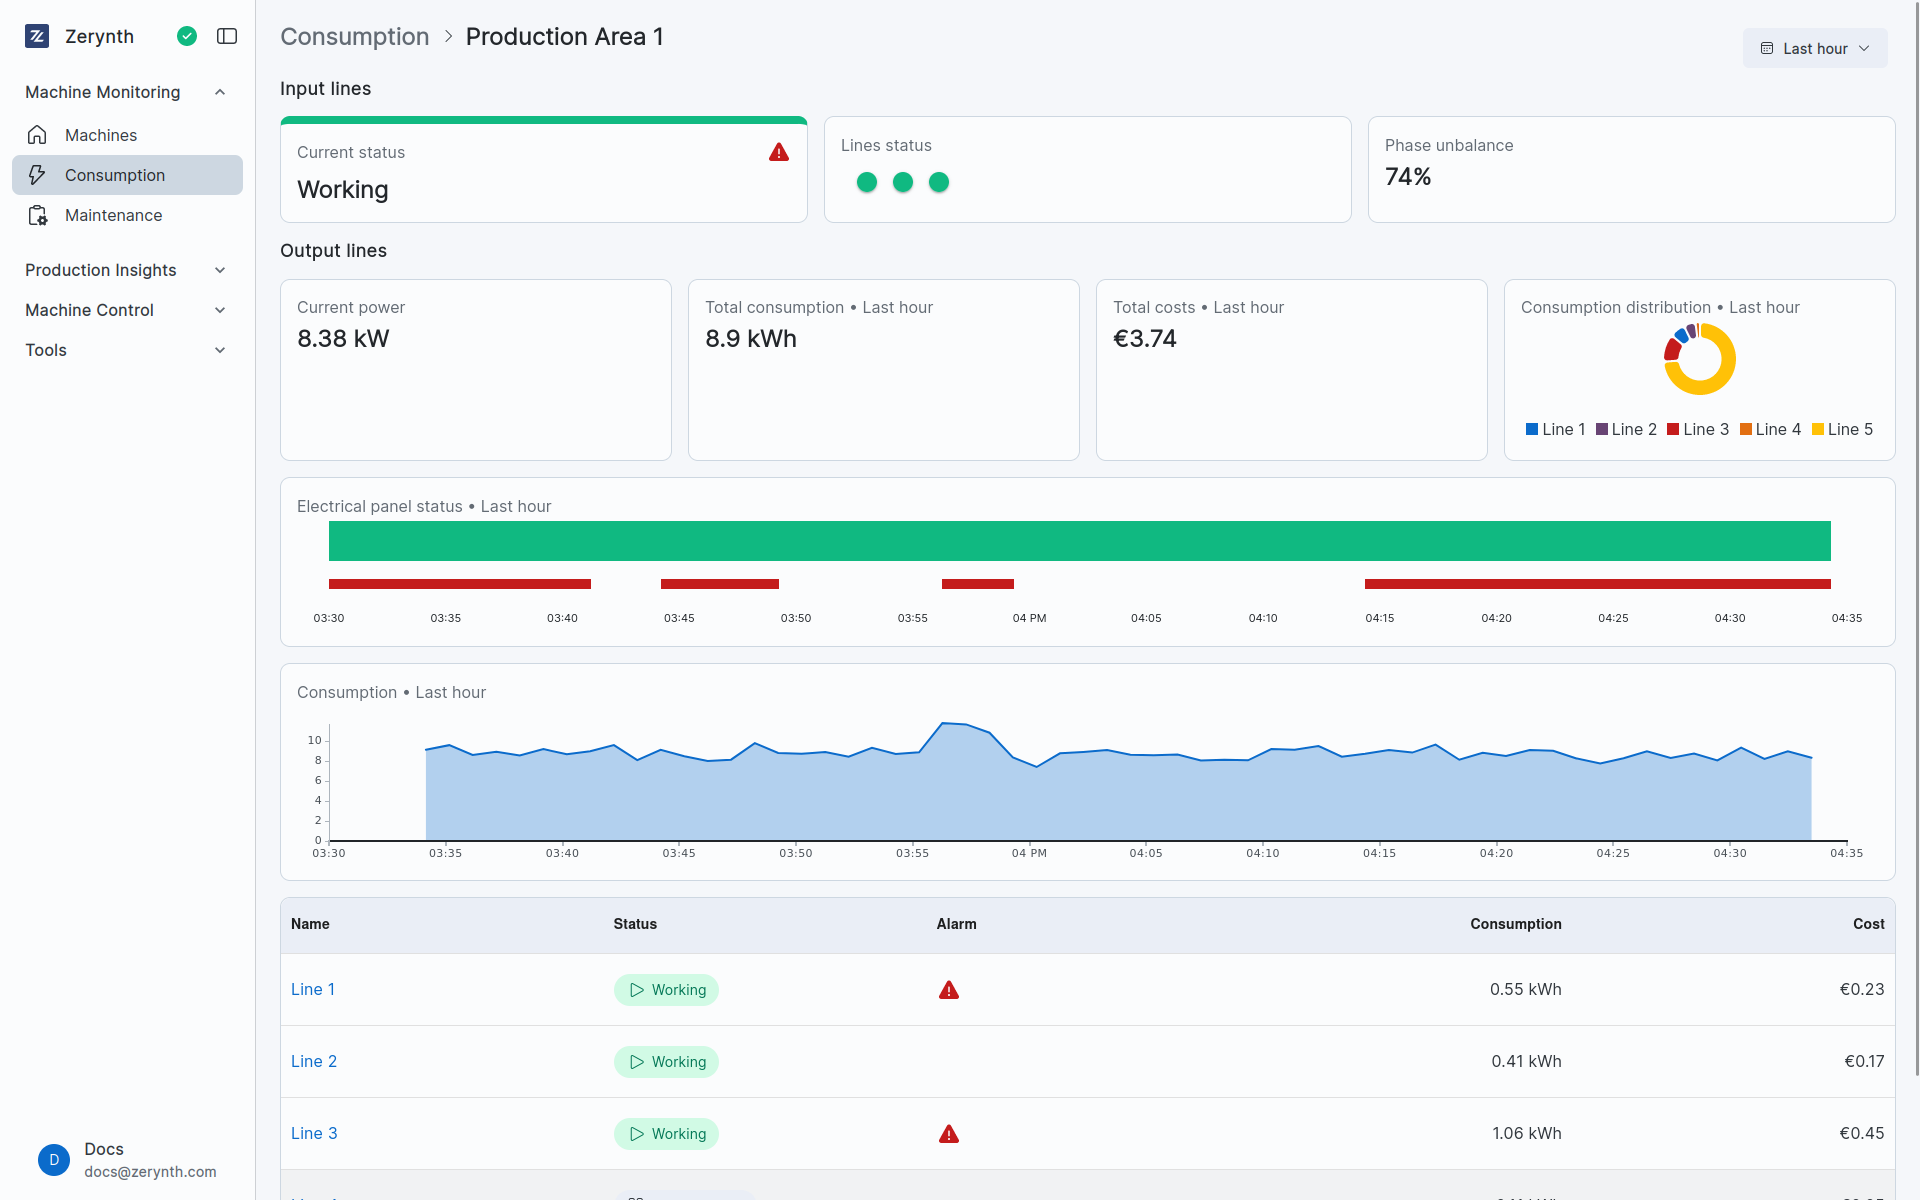 Zerynth
Machine Monitoring
Machines
Consumption
Maintenance
Production Insights
Machine Control
Tools
D
Docs
docs@zerynth.com
Consumption > Production Area 1
Last hour
Input lines
Current status
Working
Lines status
Phase unbalance
74%
Output lines
Current power
8.38 kW
Total consumption • Last hour
8.9 kWh
Total costs • Last hour
€3.74
Consumption distribution • Last hour
Line 1 Line 2 Line 3 Line 4 Line 5
Electrical panel status • Last hour
03:30 03:35 03:40 03:45 03:50 03:55 04 PM 04:05 04:10 04:15 04:20 04:25 04:30 04:35
Consumption • Last hour
10
8
6
4
2
0
03:30 03:35 03:40 03:45 03:50 03:55 04 PM 04:05 04:10 04:15 04:20 04:25 04:30 04:35
Name Status Alarm Consumption Cost
Line 1 Working 0.55 kWh €0.23
Line 2 Working 0.41 kWh €0.17
Line 3 Working 1.06 kWh €0.45